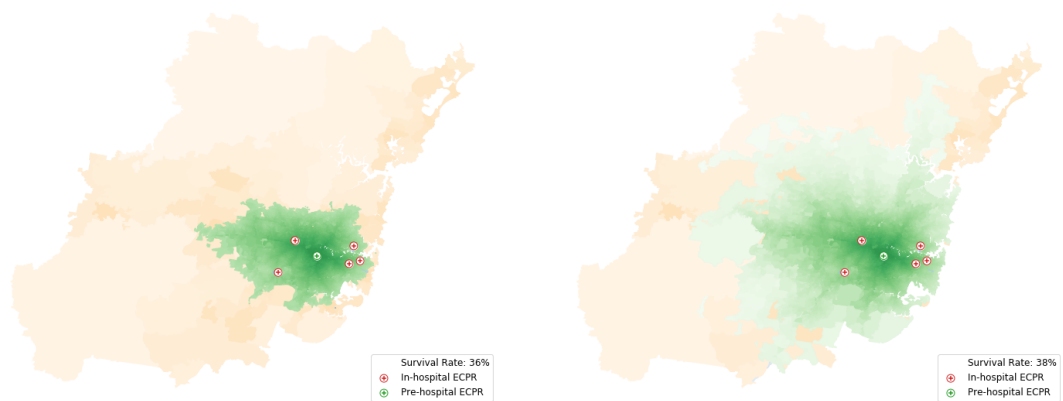 Survival Rate: 36%
In-hospital ECPR
Pre-hospital ECPR
Survival Rate: 38%
In-hospital ECPR
Pre-hospital ECPR